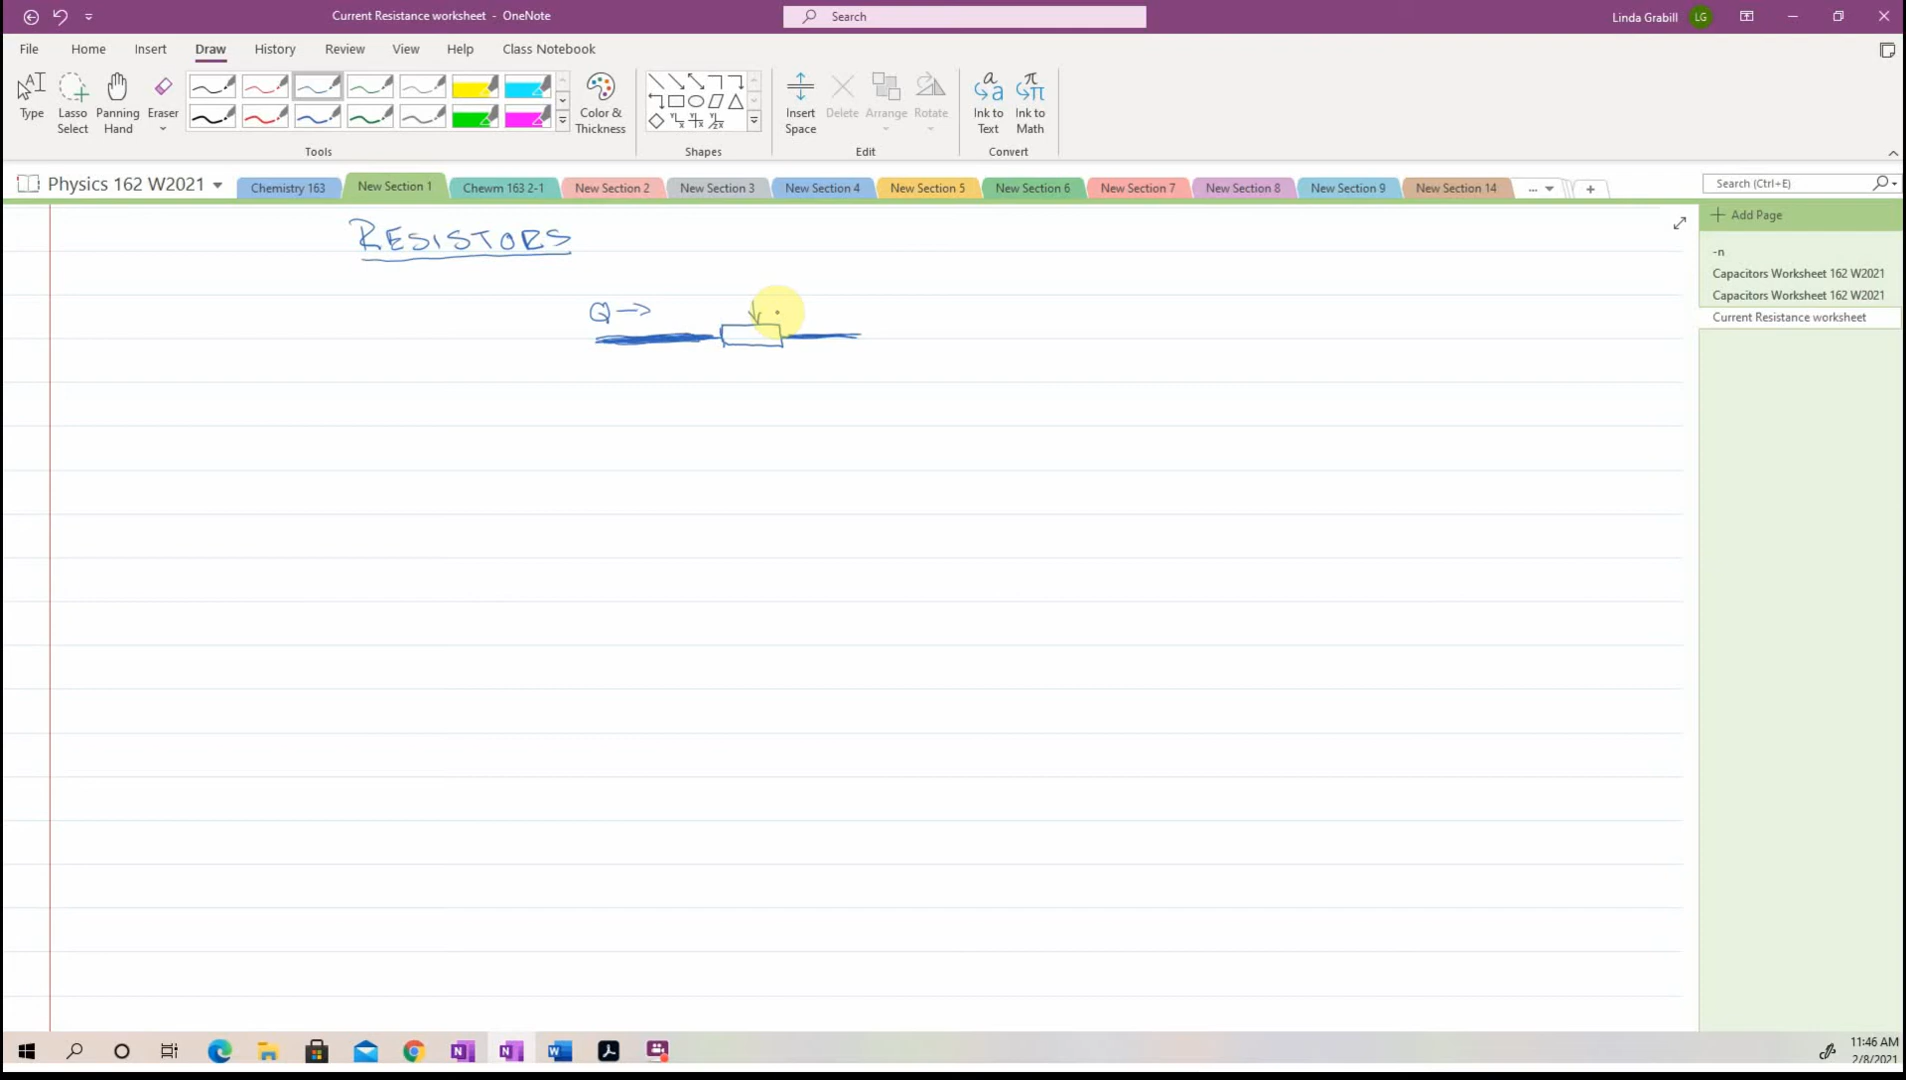 Current Resistance worksheet - OneNote
Search
Linda Grabill LG
File Home Insert Draw History Review View Help Class Notebook
Type
Lasso Select
Panning Hand
Eraser
Color & Thickness
Insert Space
Delete
Arrange
Rotate
Ink to Text
Ink to Math
Tools Shapes Edit Convert
Physics 162 W2021 Chemistry 163 New Section 1 Chewm 163 2-1 New Section 2 New Section 3 New Section 4 New Section 5 New Section 6 New Section 7 New Section 8 New Section 9 New Section 14 ... Search (Ctrl+E)
Add Page
-n
Capacitors Worksheet 162 W2021
Capacitors Worksheet 162 W2021
Current Resistance worksheet
RESISTORS
Q →
11:46 AM
2/8/2021